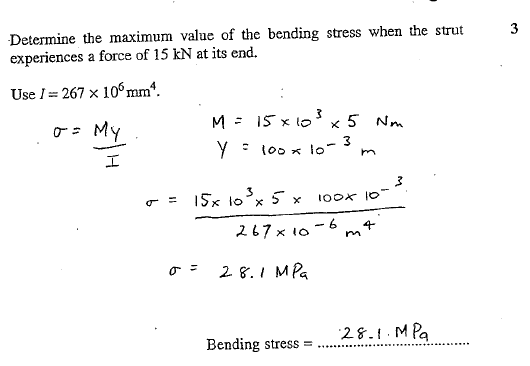 Determine the maximum value of the bending stress when the strut 3
experiences a force of 15 kN at its end.
Use I = 267 × 10⁶ mm⁴.
σ = My / I
M = 15 × 10³ × 5 Nm
Y = 100 × 10⁻³ m
σ = 15 × 10³ × 5 × 100 × 10⁻³
267 × 10⁻⁶ m⁴
σ = 28.1 MPa
Bending stress = 28.1 MPa